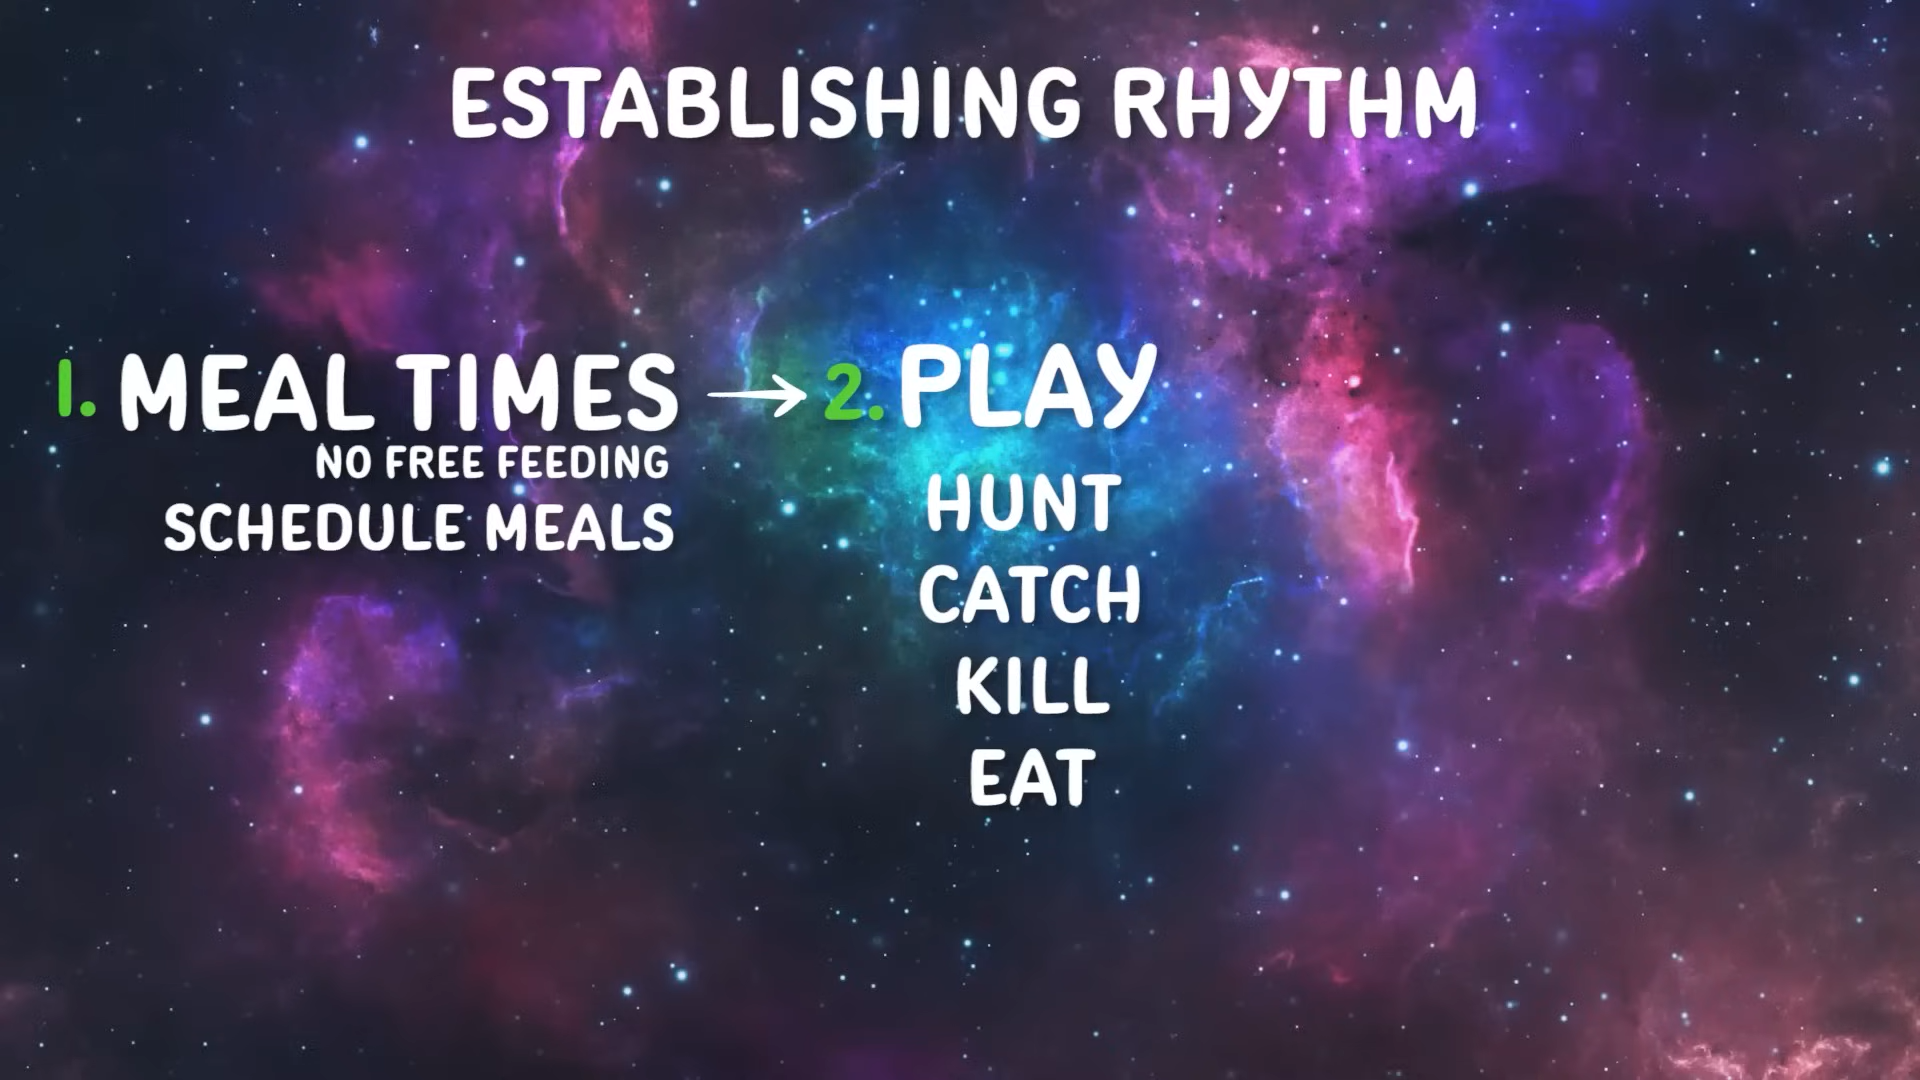 ESTABLISHING RHYTHM
1. MEAL TIMES → 2. PLAY
NO FREE FEEDING
SCHEDULE MEALS
HUNT
CATCH
KILL
EAT